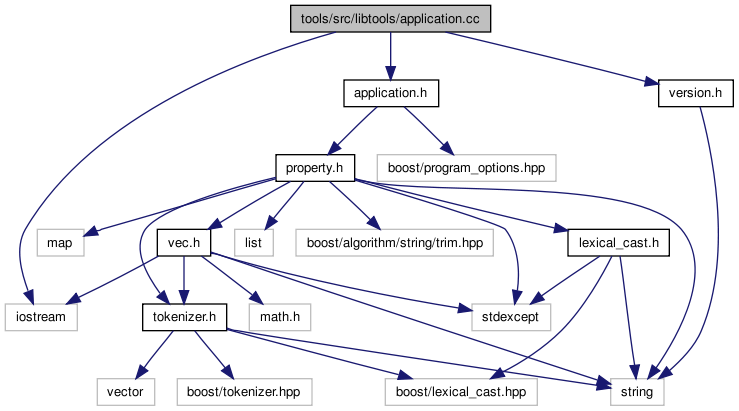 tools/src/libtools/application.cc
application.h
version.h
property.h
boost/program_options.hpp
map
vec.h
list
boost/algorithm/string/trim.hpp
lexical_cast.h
iostream
tokenizer.h
math.h
stdexcept
vector
boost/tokenizer.hpp
boost/lexical_cast.hpp
string